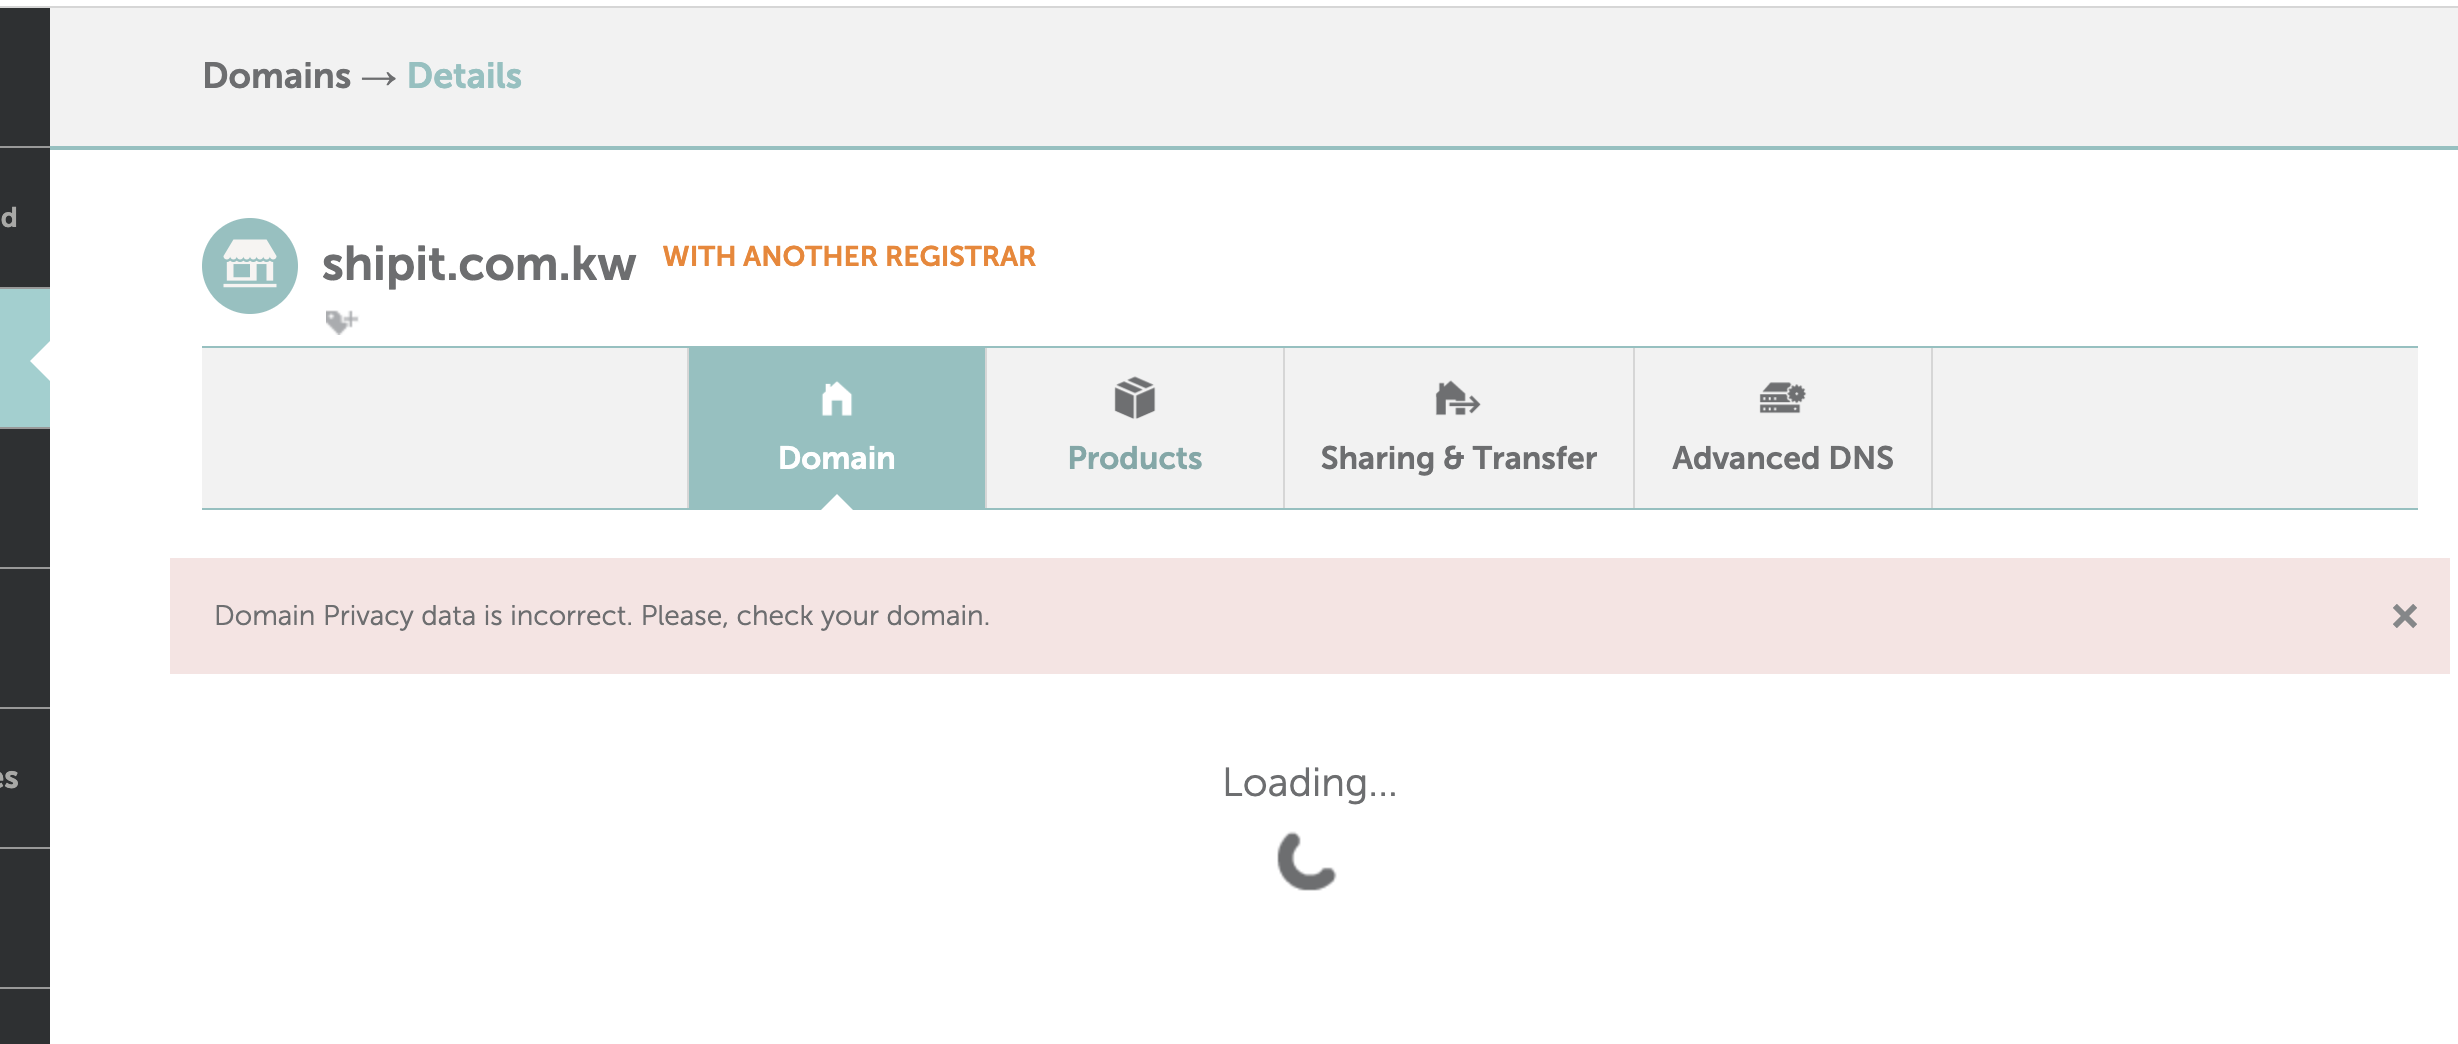 Domains → Details
d
shipit.com.kw WITH ANOTHER REGISTRAR
Domain Products Sharing & Transfer Advanced DNS
Domain Privacy data is incorrect. Please, check your domain.
es
Loading...